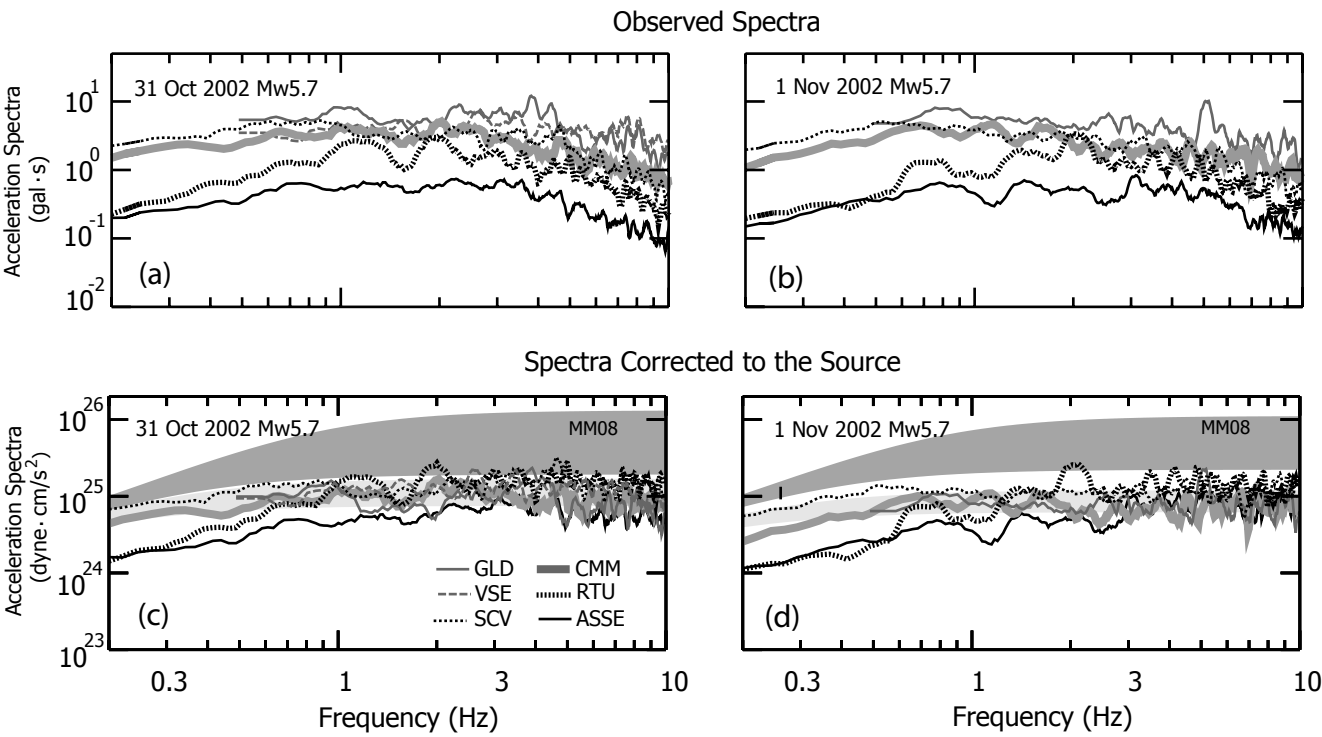 Observed Spectra
Acceleration Spectra
(gal·s)
10^1
10^0
10^-1
10^-2
31 Oct 2002 Mw5.7
(a)
1 Nov 2002 Mw5.7
(b)
Spectra Corrected to the Source
Acceleration Spectra
(dyne· cm/s^2)
10^26
10^25
10^24
10^23
31 Oct 2002 Mw5.7
MM08
GLD
CMM
VSE
RTU
SCV
ASSE
(c)
1 Nov 2002 Mw5.7
MM08
(d)
0.3 1 3 10
Frequency (Hz)
0.3 1 3 10
Frequency (Hz)